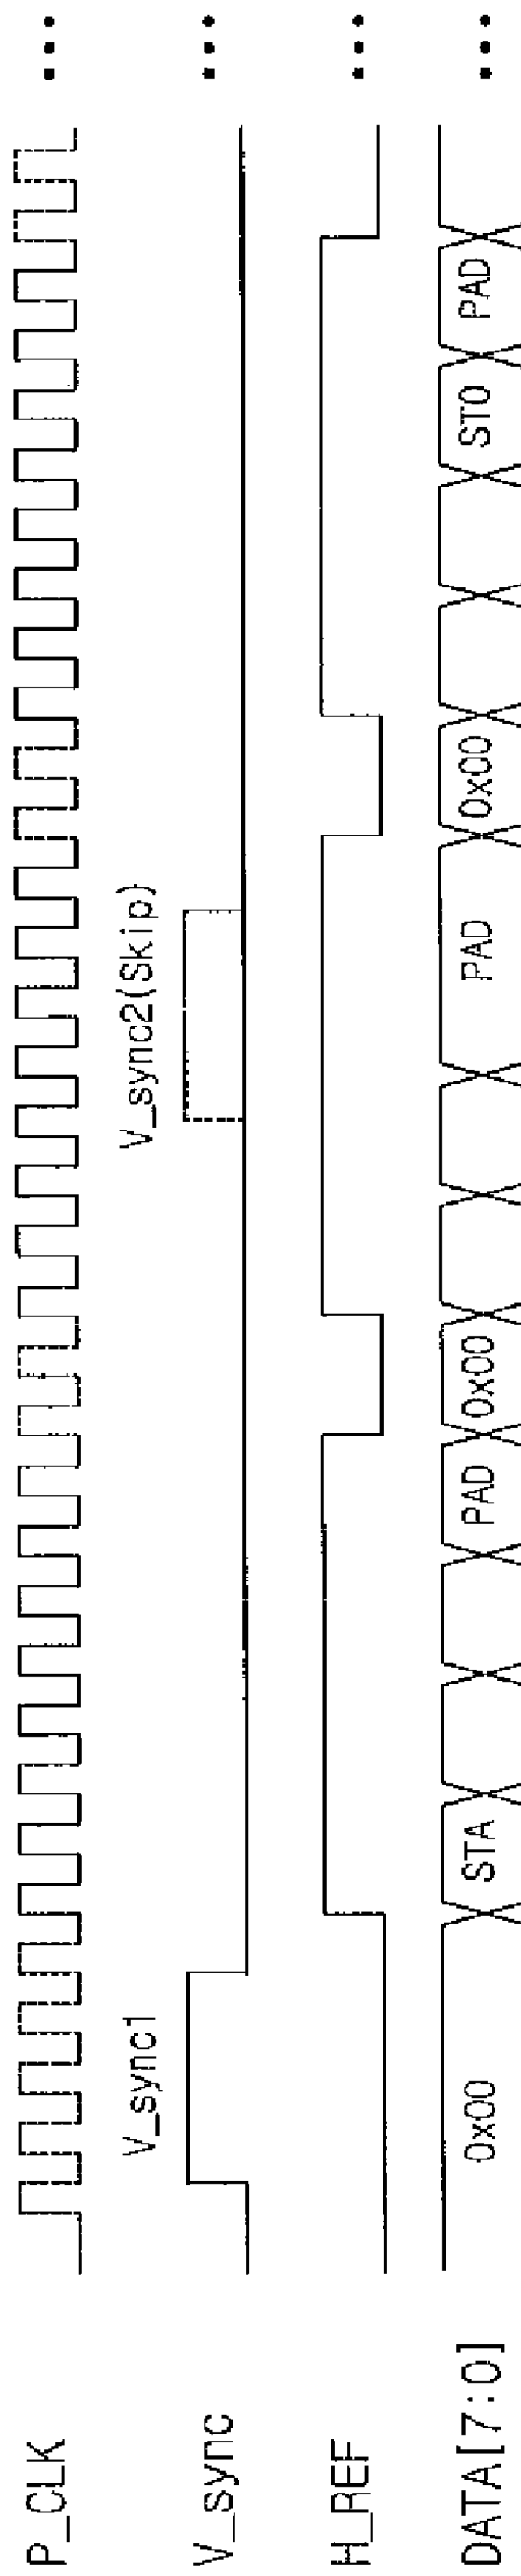 P_CLK
V_sync1 V_sync2(Skip)
V_sync
H_REF
DATA[7:0] 0x00 STA PAD 0x00 PAD 0x00 STO PAD